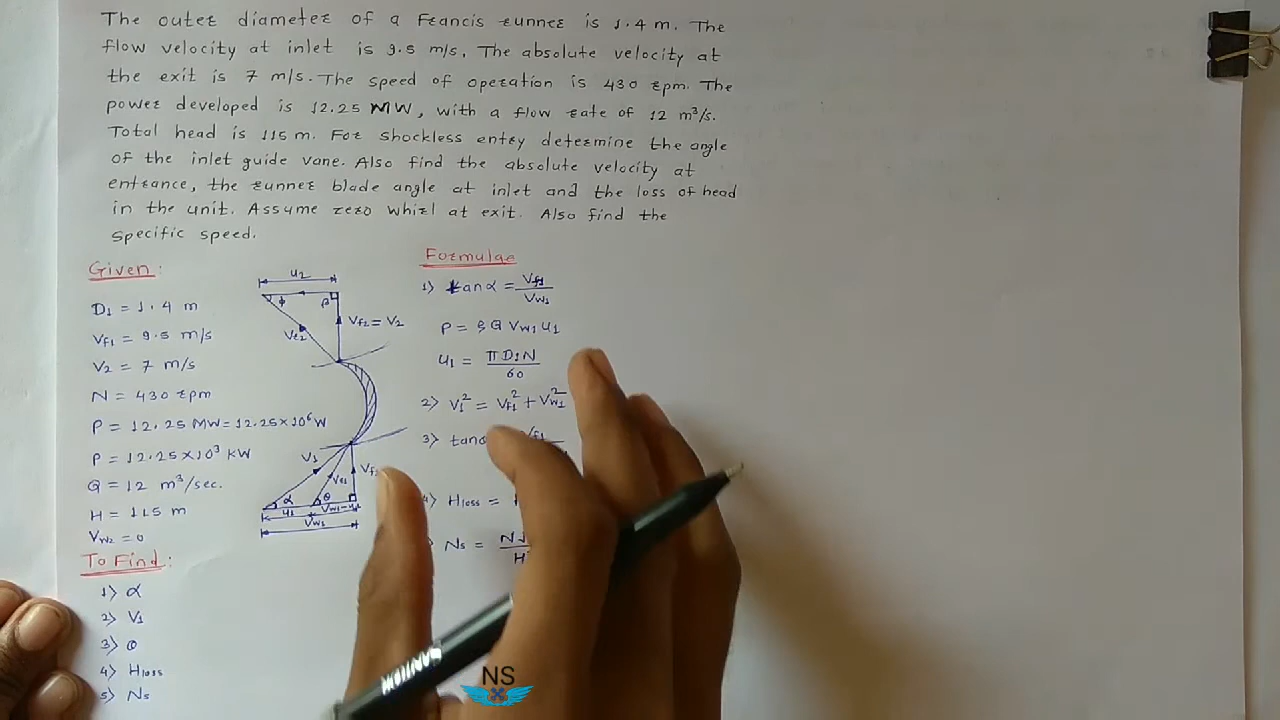 The outer diameter of a Francis runner is 1.4 m. The
flow velocity at inlet is 9.5 m/s. The absolute velocity at
the exit is 7 m/s. The speed of operation is 430 rpm. The
power developed is 12.25 MW, with a flow rate of 12 m³/s.
Total head is 115 m. For shockless entry determine the angle
of the inlet guide vane. Also find the absolute velocity at
entrance, the runner blade angle at inlet and the loss of head
in the unit. Assume zero whirl at exit. Also find the
specific speed.
Given:
D1 = 1.4 m
Vf1 = 9.5 m/s
V2 = 7 m/s
N = 430 rpm
P = 12.25 MW = 12.25 × 10⁶ W
P = 12.25 × 10³ KW
Q = 12 m³/sec.
H = 115 m
Vw2 = 0
To Find:
1) α
2) V1
3) θ
4) Hloss
5) Ns
u2
ϕ β
Vr2 Vf2 = V2
V1 Vr1 Vf1
α θ
u1 Vw1-u1
Vw1
Formulae
1) tan α = Vf1/Vw1
P = ρ Q Vw1 u1
u1 = π D1 N / 60
2) V1² = Vf1² + Vw1²
3) tan
4) Hloss =
Ns =
NS